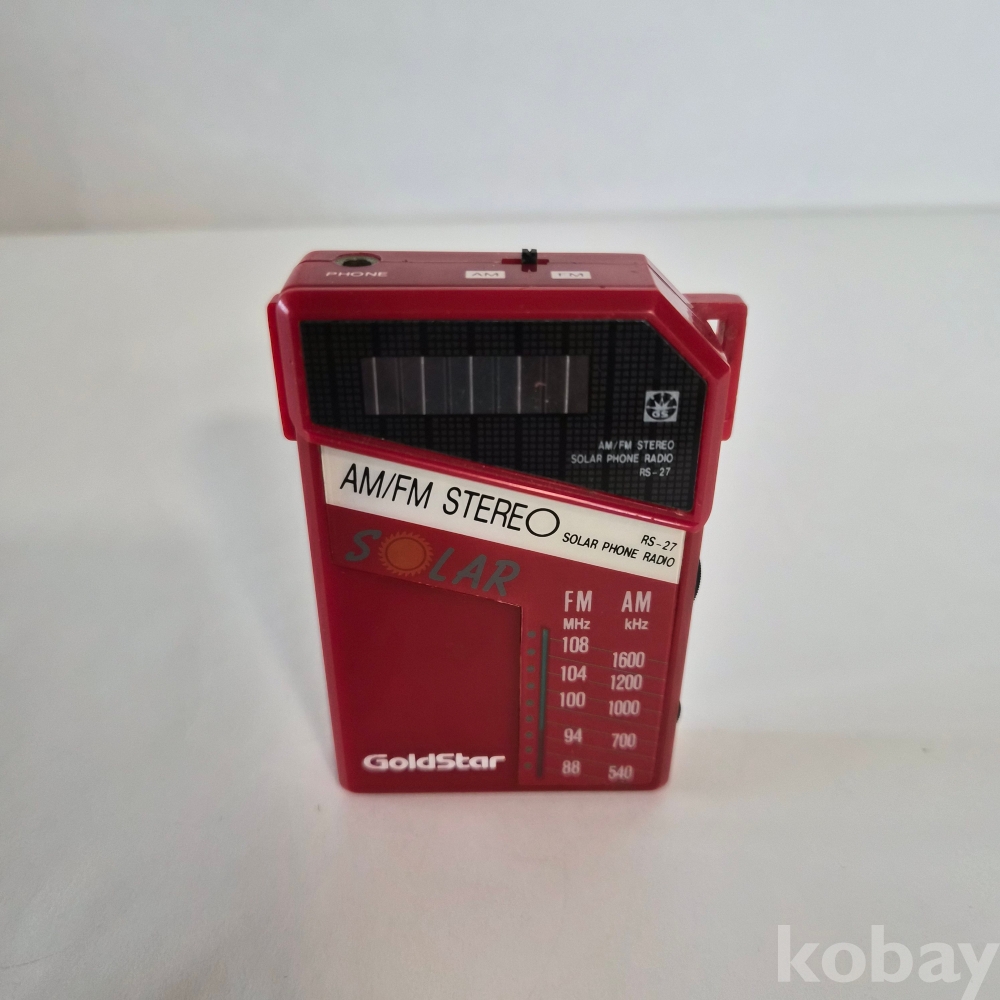 PHONE
AM
FM
GS
AM/FM STEREO
SOLAR PHONE RADIO
RS-27
AM/FM STEREO
RS-27
SOLAR PHONE RADIO
SOLAR
FM AM
MHz kHz
108 1600
104 1200
100 1000
94 700
88 540
GoldStar
kobay